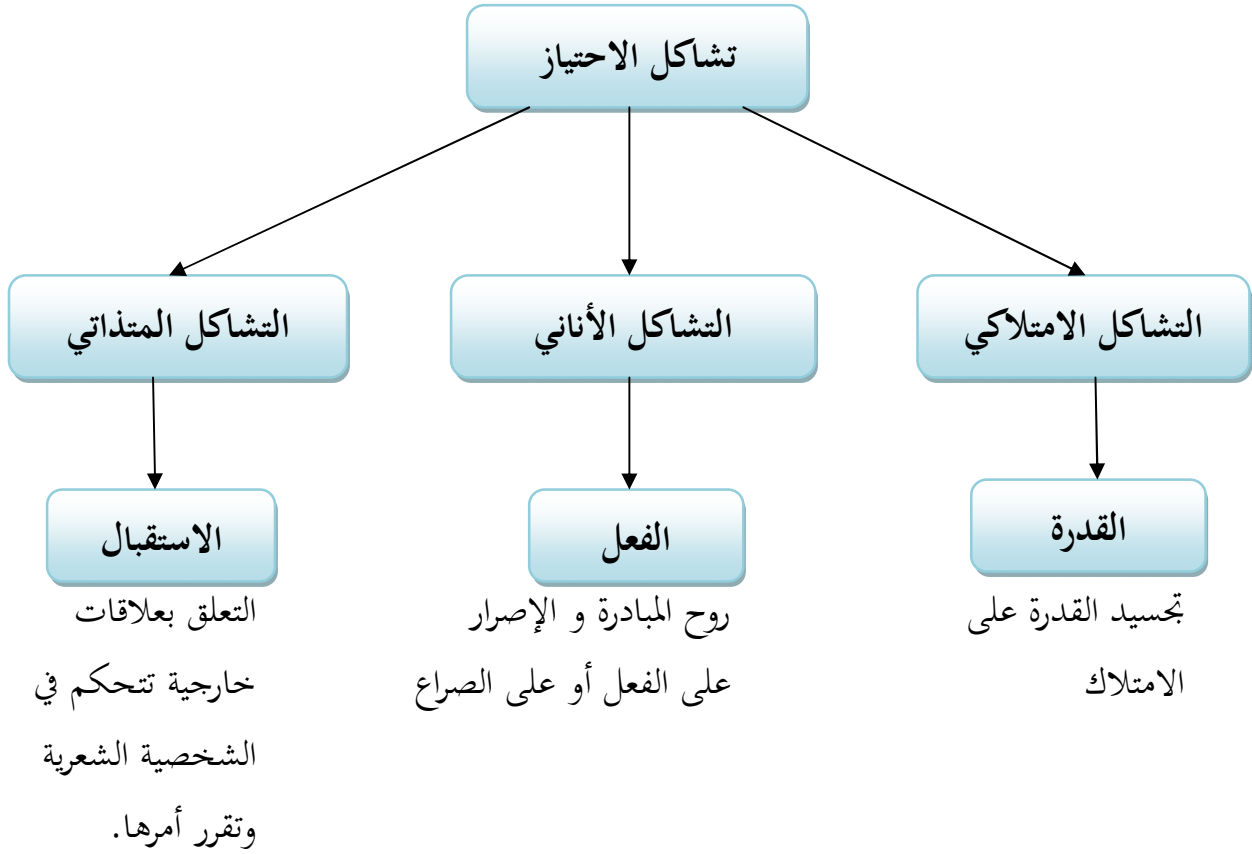 تشاكل الاحتياز
التشاكل الامتلاكي
التشاكل الأناني
التشاكل المتذاتي
القدرة
الفعل
الاستقبال
تجسيد القدرة على
الامتلاك
روح المبادرة و الإصرار
على الفعل أو على الصراع
التعلق بعلاقات
خارجية تتحكم في
الشخصية الشعرية
وتقرر أمرها.